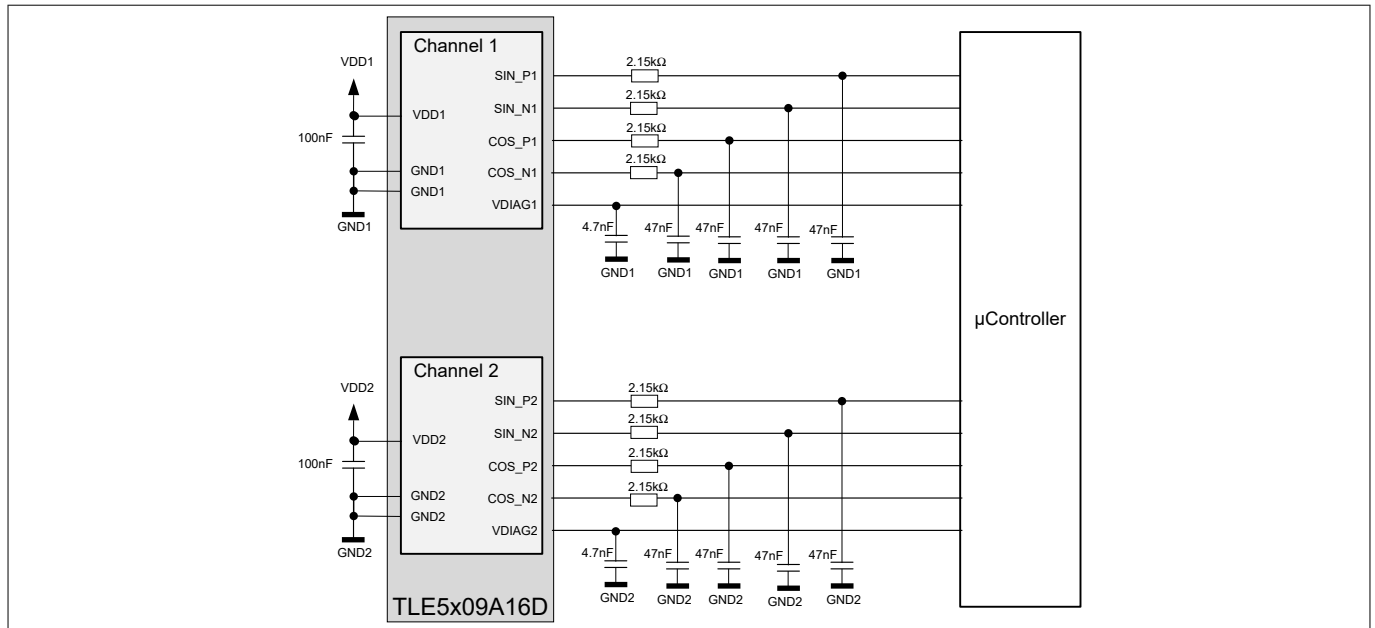 Channel 1
VDD1
SIN_P1
2.15kΩ
SIN_N1
2.15kΩ
VDD1
100nF
COS_P1
2.15kΩ
COS_N1
2.15kΩ
GND1
GND1
VDIAG1
GND1
4.7nF
47nF
47nF
47nF
47nF
GND1
GND1
GND1
GND1
GND1
µController
Channel 2
VDD2
SIN_P2
2.15kΩ
SIN_N2
2.15kΩ
VDD2
100nF
COS_P2
2.15kΩ
COS_N2
2.15kΩ
GND2
GND2
VDIAG2
GND2
4.7nF
47nF
47nF
47nF
47nF
GND2
GND2
GND2
GND2
GND2
TLE5x09A16D